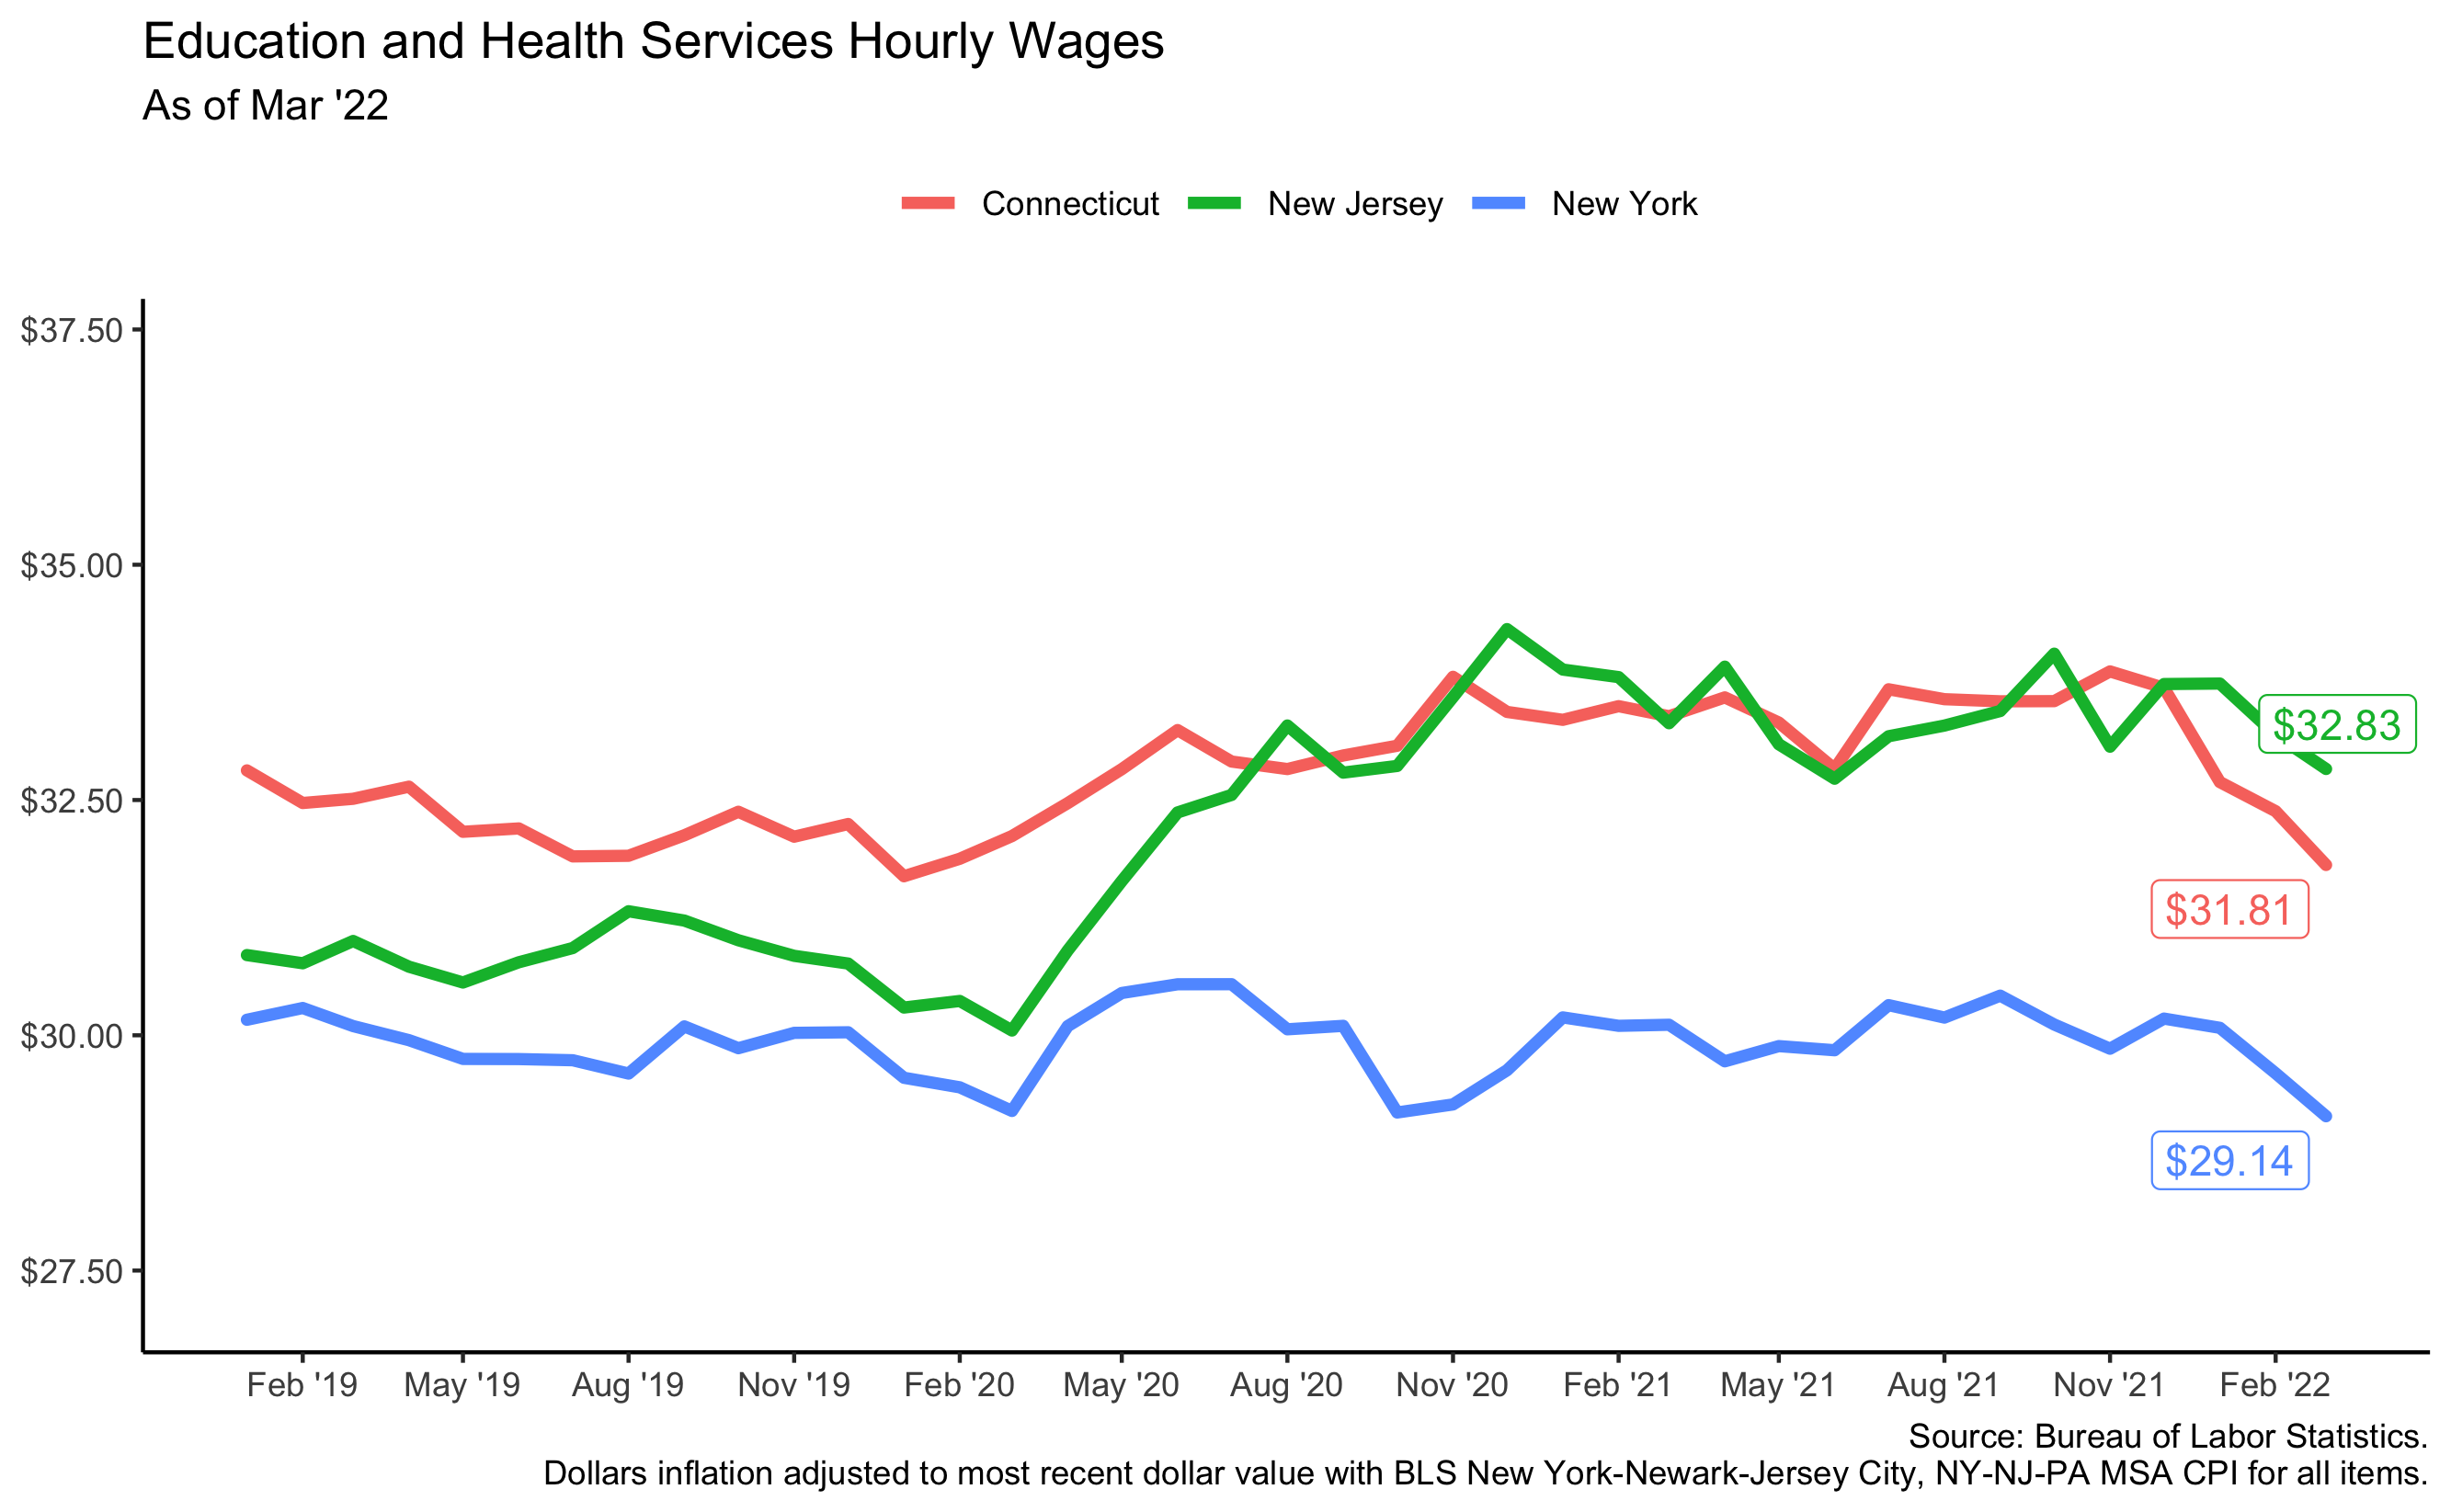 Education and Health Services Hourly Wages
As of Mar '22
Connecticut New Jersey New York
$37.50
$35.00
$32.50
$30.00
$27.50
$32.83
$31.81
$29.14
Feb '19 May '19 Aug '19 Nov '19 Feb '20 May '20 Aug '20 Nov '20 Feb '21 May '21 Aug '21 Nov '21 Feb '22
Source: Bureau of Labor Statistics.
Dollars inflation adjusted to most recent dollar value with BLS New York-Newark-Jersey City, NY-NJ-PA MSA CPI for all items.